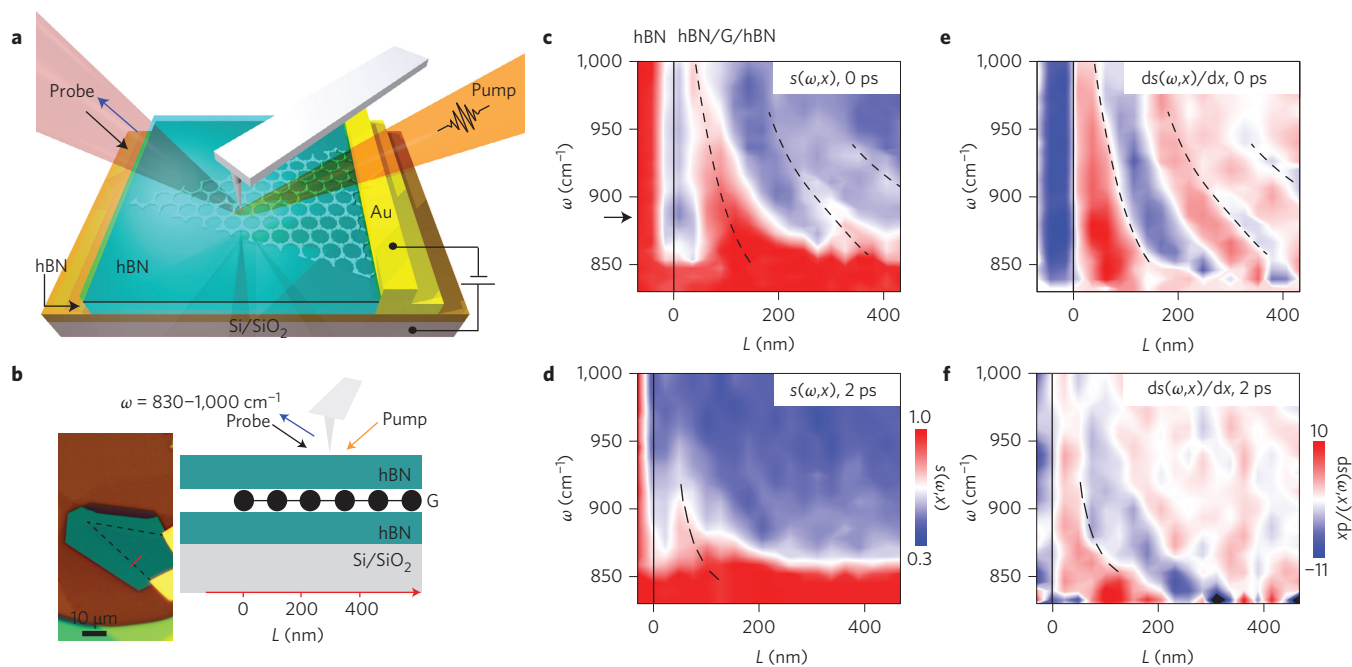 a
Probe
Pump
Au
hBN
hBN
Si/SiO₂
b
ω = 830–1,000 cm⁻¹
Probe
Pump
hBN
G
hBN
Si/SiO₂
10 μm
0 200 400
L (nm)
c
hBN hBN/G/hBN
1,000
s(ω,x), 0 ps
950
ω (cm⁻¹)
900
850
0 200 400
L (nm)
d
1,000
s(ω,x), 2 ps
950
ω (cm⁻¹)
900
850
0 200 400
L (nm)
1.0
s(ω,x)
0.3
e
1,000
ds(ω,x)/dx, 0 ps
950
ω (cm⁻¹)
900
850
0 200 400
L (nm)
f
1,000
ds(ω,x)/dx, 2 ps
950
ω (cm⁻¹)
900
850
0 200 400
L (nm)
10
ds(ω,x)/dx
−11